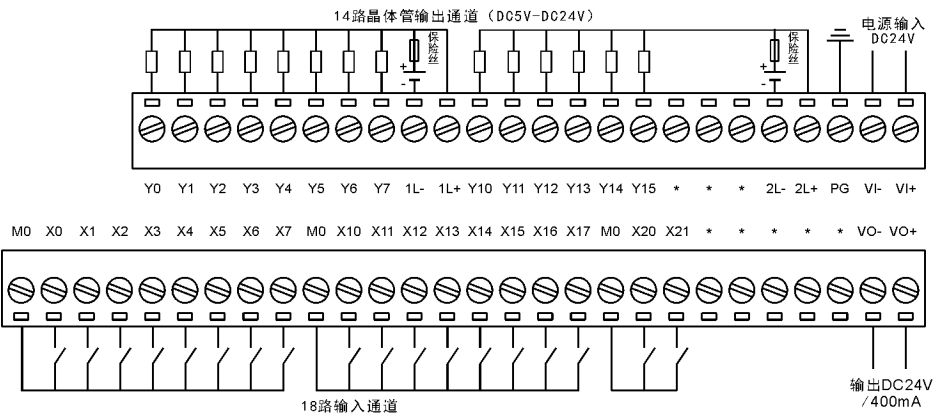 14路晶体管输出通道（DC5V-DC24V）
电源输入
DC24V
保险丝
+
-
保险丝
+
-
Y0 Y1 Y2 Y3 Y4 Y5 Y6 Y7 1L- 1L+ Y10 Y11 Y12 Y13 Y14 Y15 * * * 2L- 2L+ PG VI- VI+
M0 X0 X1 X2 X3 X4 X5 X6 X7 M0 X10 X11 X12 X13 X14 X15 X16 X17 M0 X20 X21 * * * * * VO- VO+
18路输入通道
输出DC24V
/400mA